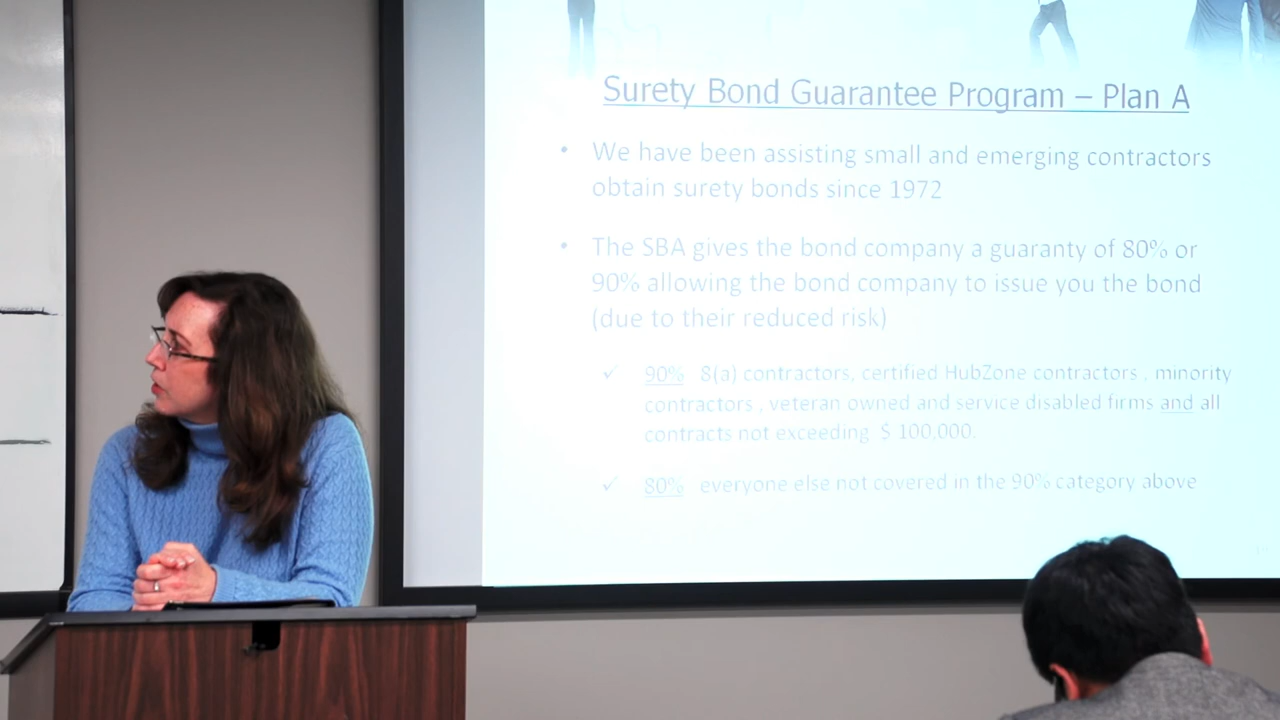 Surety Bond Guarantee Program – Plan A
• We have been assisting small and emerging contractors
obtain surety bonds since 1972
• The SBA gives the bond company a guaranty of 80% or
90% allowing the bond company to issue you the bond
(due to their reduced risk)
✓ 90% 8(a) contractors, certified HubZone contractors , minority
contractors , veteran owned and service disabled firms and all
contracts not exceeding $ 100,000.
✓ 80% everyone else not covered in the 90% category above